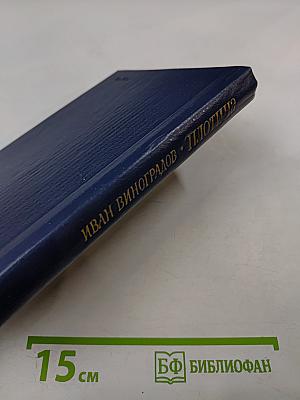 ИВАН ВИНОГРАДОВ • ПЛОТИНА
15 см
БФ БИБЛИОФАН